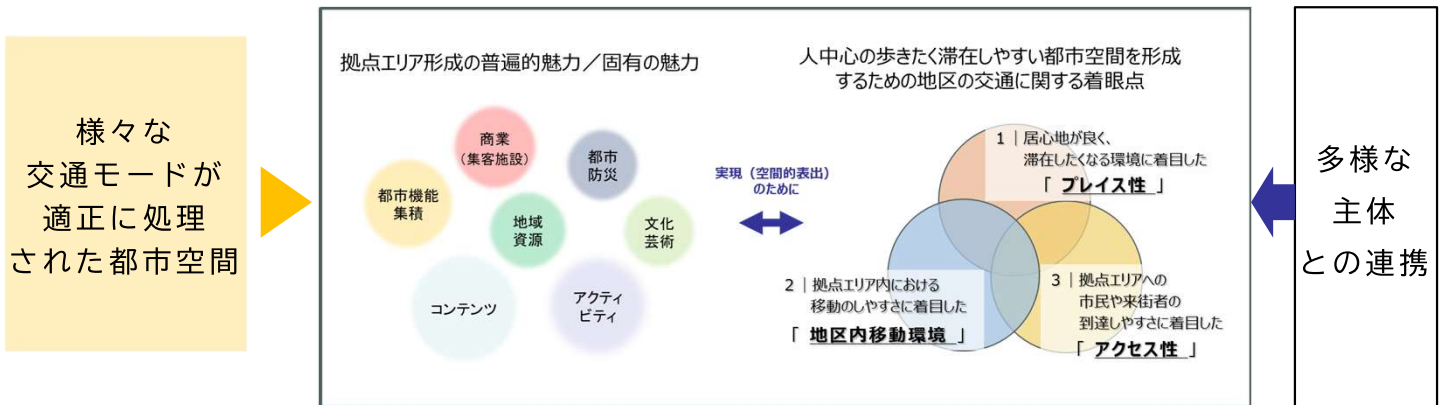 様々な
交通モードが
適正に処理
された都市空間
拠点エリア形成の普遍的魅力／固有の魅力
商業
(集客施設)
都市
防災
都市機能
集積
地域
資源
文化
芸術
コンテンツ
アクティ
ビティ
実現（空間的表出）
のために
人中心の歩きたく滞在しやすい都市空間を形成
するための地区の交通に関する着眼点
1｜居心地が良く、
滞在したくなる環境に着目した
「 プレイス性 」
2｜拠点エリア内における
移動のしやすさに着目した
「 地区内移動環境 」
3｜拠点エリアへの
市民や来街者の
到達しやすさに着目した
「 アクセス性 」
多様な
主体
との連携